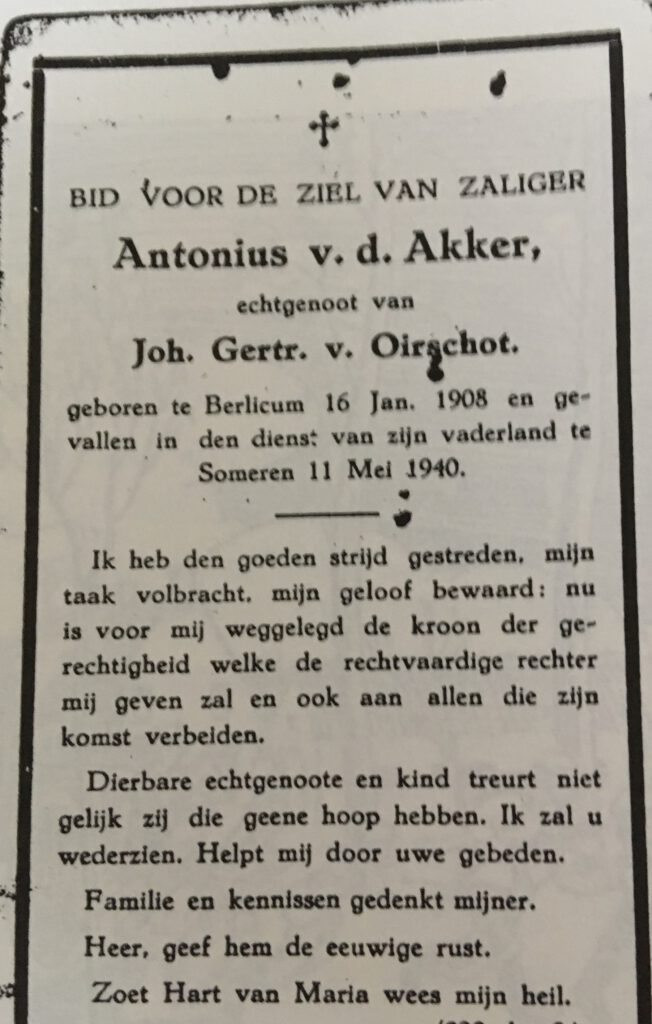 BID VOOR DE ZIEL VAN ZALIGER
Antonius v. d. Akker,
echtgenoot van
Joh. Gertr. v. Oirschot.
geboren te Berlicum 16 Jan. 1908 en ge-
vallen in den dienst van zijn vaderland te
Someren 11 Mei 1940.
Ik heb den goeden strijd gestreden, mijn
taak volbracht, mijn geloof bewaard: nu
is voor mij weggelegd de kroon der ge-
rechtigheid welke de rechtvaardige rechter
mij geven zal en ook aan allen die zijn
komst verbeiden.
Dierbare echtgenoote en kind treurt niet
gelijk zij die geene hoop hebben. Ik zal u
wederzien. Helpt mij door uwe gebeden.
Familie en kennissen gedenkt mijner.
Heer, geef hem de eeuwige rust.
Zoet Hart van Maria wees mijn heil.